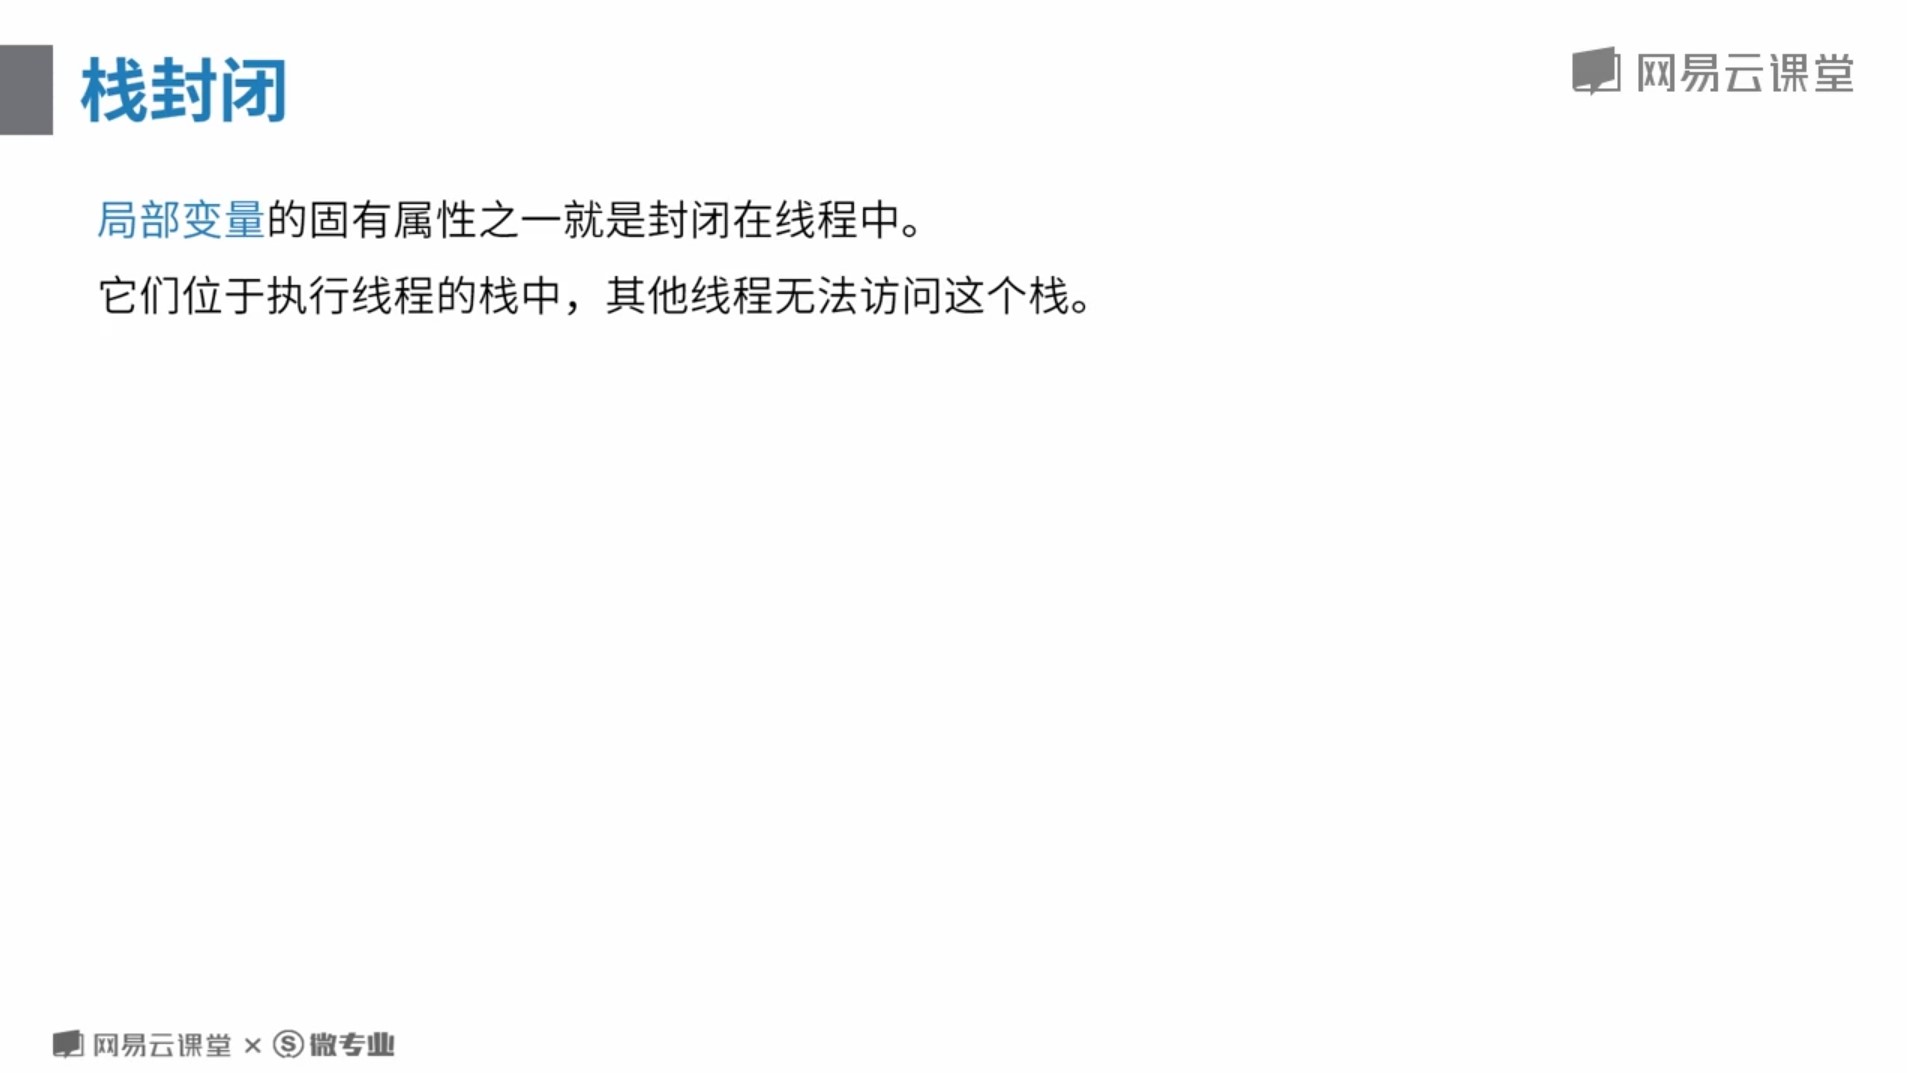 栈封闭
网易云课堂
局部变量的固有属性之一就是封闭在线程中。
它们位于执行线程的栈中，其他线程无法访问这个栈。
网易云课堂 × 微专业